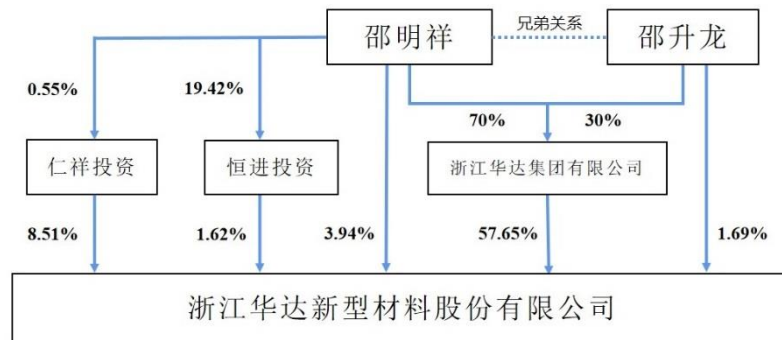 邵明祥
兄弟关系
邵升龙
0.55%
19.42%
70%
30%
仁祥投资
恒进投资
浙江华达集团有限公司
8.51%
1.62%
3.94%
57.65%
1.69%
浙江华达新型材料股份有限公司